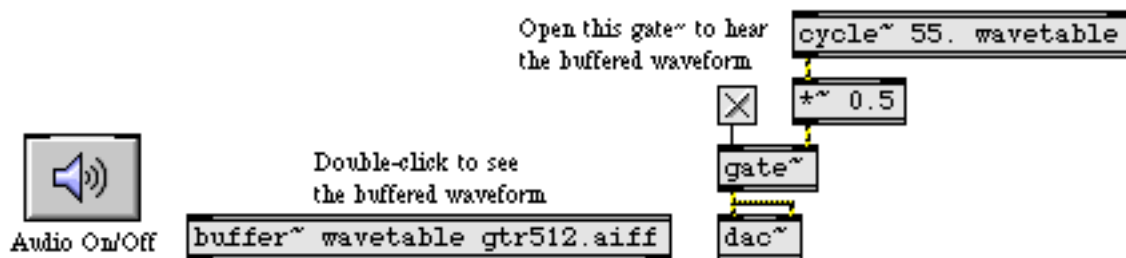 Open this gate~ to hear
the buffered waveform
cycle~ 55. wavetable
*~ 0.5
gate~
Double-click to see
the buffered waveform
Audio On/Off
buffer~ wavetable gtr512.aiff
dac~